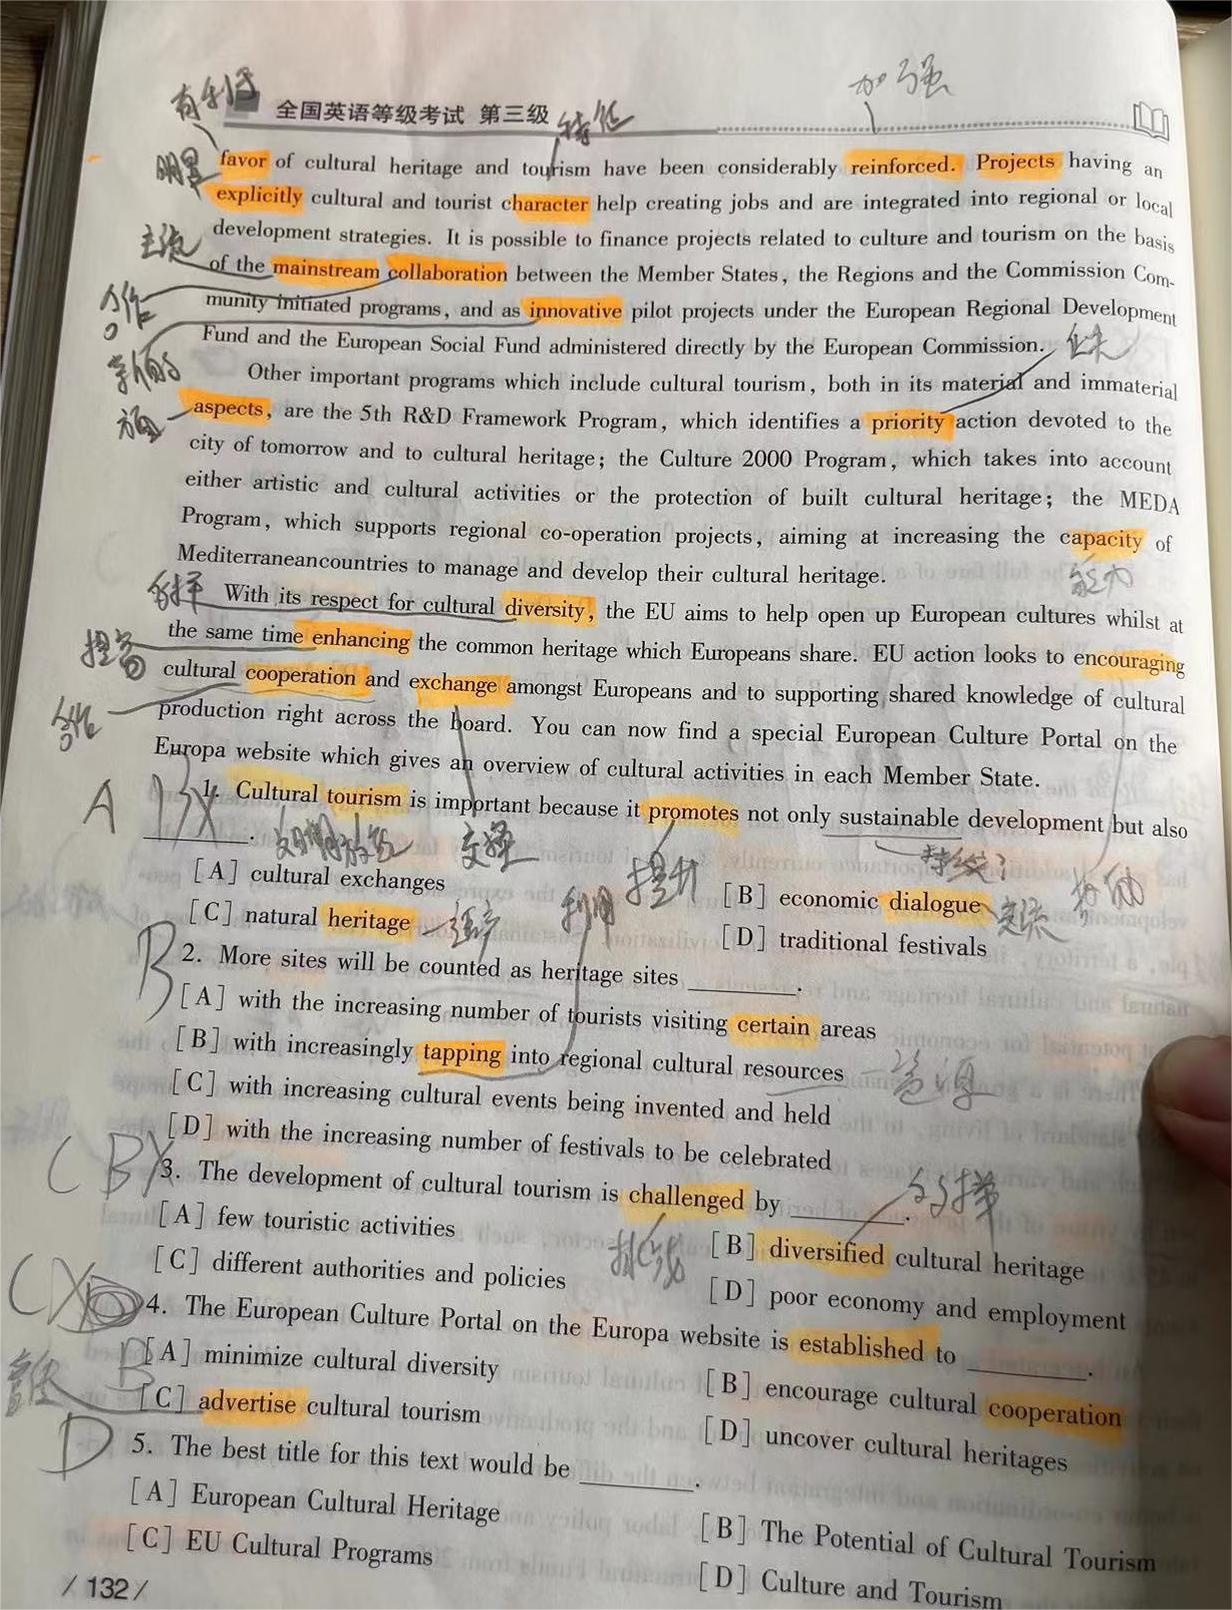 加强
有利于
全国英语等级考试 第三级
特征
favor of cultural heritage and tourism have been considerably reinforced. Projects having an
明显
explicitly cultural and tourist character help creating jobs and are integrated into regional or local
development strategies. It is possible to finance projects related to culture and tourism on the basis
主流
of the mainstream collaboration between the Member States, the Regions and the Commission Com-
合作
munity initiated programs, and as innovative pilot projects under the European Regional Development
Fund and the European Social Fund administered directly by the European Commission.
Other important programs which include cultural tourism, both in its material and immaterial
方面
aspects, are the 5th R&D Framework Program, which identifies a priority action devoted to the
city of tomorrow and to cultural heritage; the Culture 2000 Program, which takes into account
either artistic and cultural activities or the protection of built cultural heritage; the MEDA
Program, which supports regional co-operation projects, aiming at increasing the capacity of
Mediterraneancountries to manage and develop their cultural heritage.
能力
多样
With its respect for cultural diversity, the EU aims to help open up European cultures whilst at
the same time enhancing the common heritage which Europeans share. EU action looks to encouraging
提高
cultural cooperation and exchange amongst Europeans and to supporting shared knowledge of cultural
合作
production right across the board. You can now find a special European Culture Portal on the
Europa website which gives an overview of cultural activities in each Member State.
A
1. Cultural tourism is important because it promotes not only sustainable development but also
________.
交流
持续?
提升
[A] cultural exchanges
[B] economic dialogue
交流
鼓励
[C] natural heritage
遗产
利用
[D] traditional festivals
B
2. More sites will be counted as heritage sites ________.
[A] with the increasing number of tourists visiting certain areas
[B] with increasingly tapping into regional cultural resources
资源
[C] with increasing cultural events being invented and held
[D] with the increasing number of festivals to be celebrated
C B X
3. The development of cultural tourism is challenged by ________.
多样
[A] few touristic activities
[B] diversified cultural heritage
挑战
[C] different authorities and policies
[D] poor economy and employment
C X
4. The European Culture Portal on the Europa website is established to ________.
B
[A] minimize cultural diversity
[B] encourage cultural cooperation
宣传
[C] advertise cultural tourism
[D] uncover cultural heritages
D
5. The best title for this text would be ________.
[A] European Cultural Heritage
[B] The Potential of Cultural Tourism
[C] EU Cultural Programs
[D] Culture and Tourism
/ 132 /